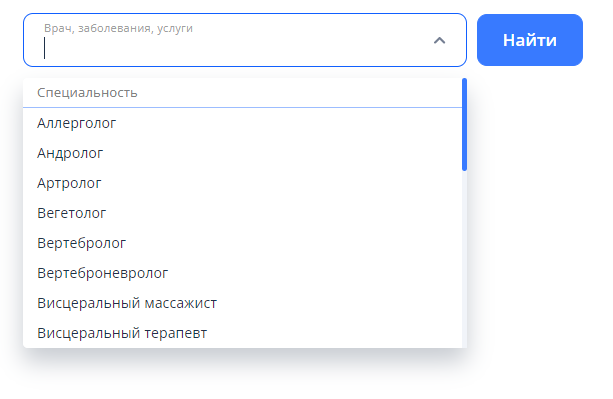 Врач, заболевания, услуги
Найти
Специальность
Аллерголог
Андролог
Артролог
Вегетолог
Вертебролог
Вертеброневролог
Висцеральный массажист
Висцеральный терапевт